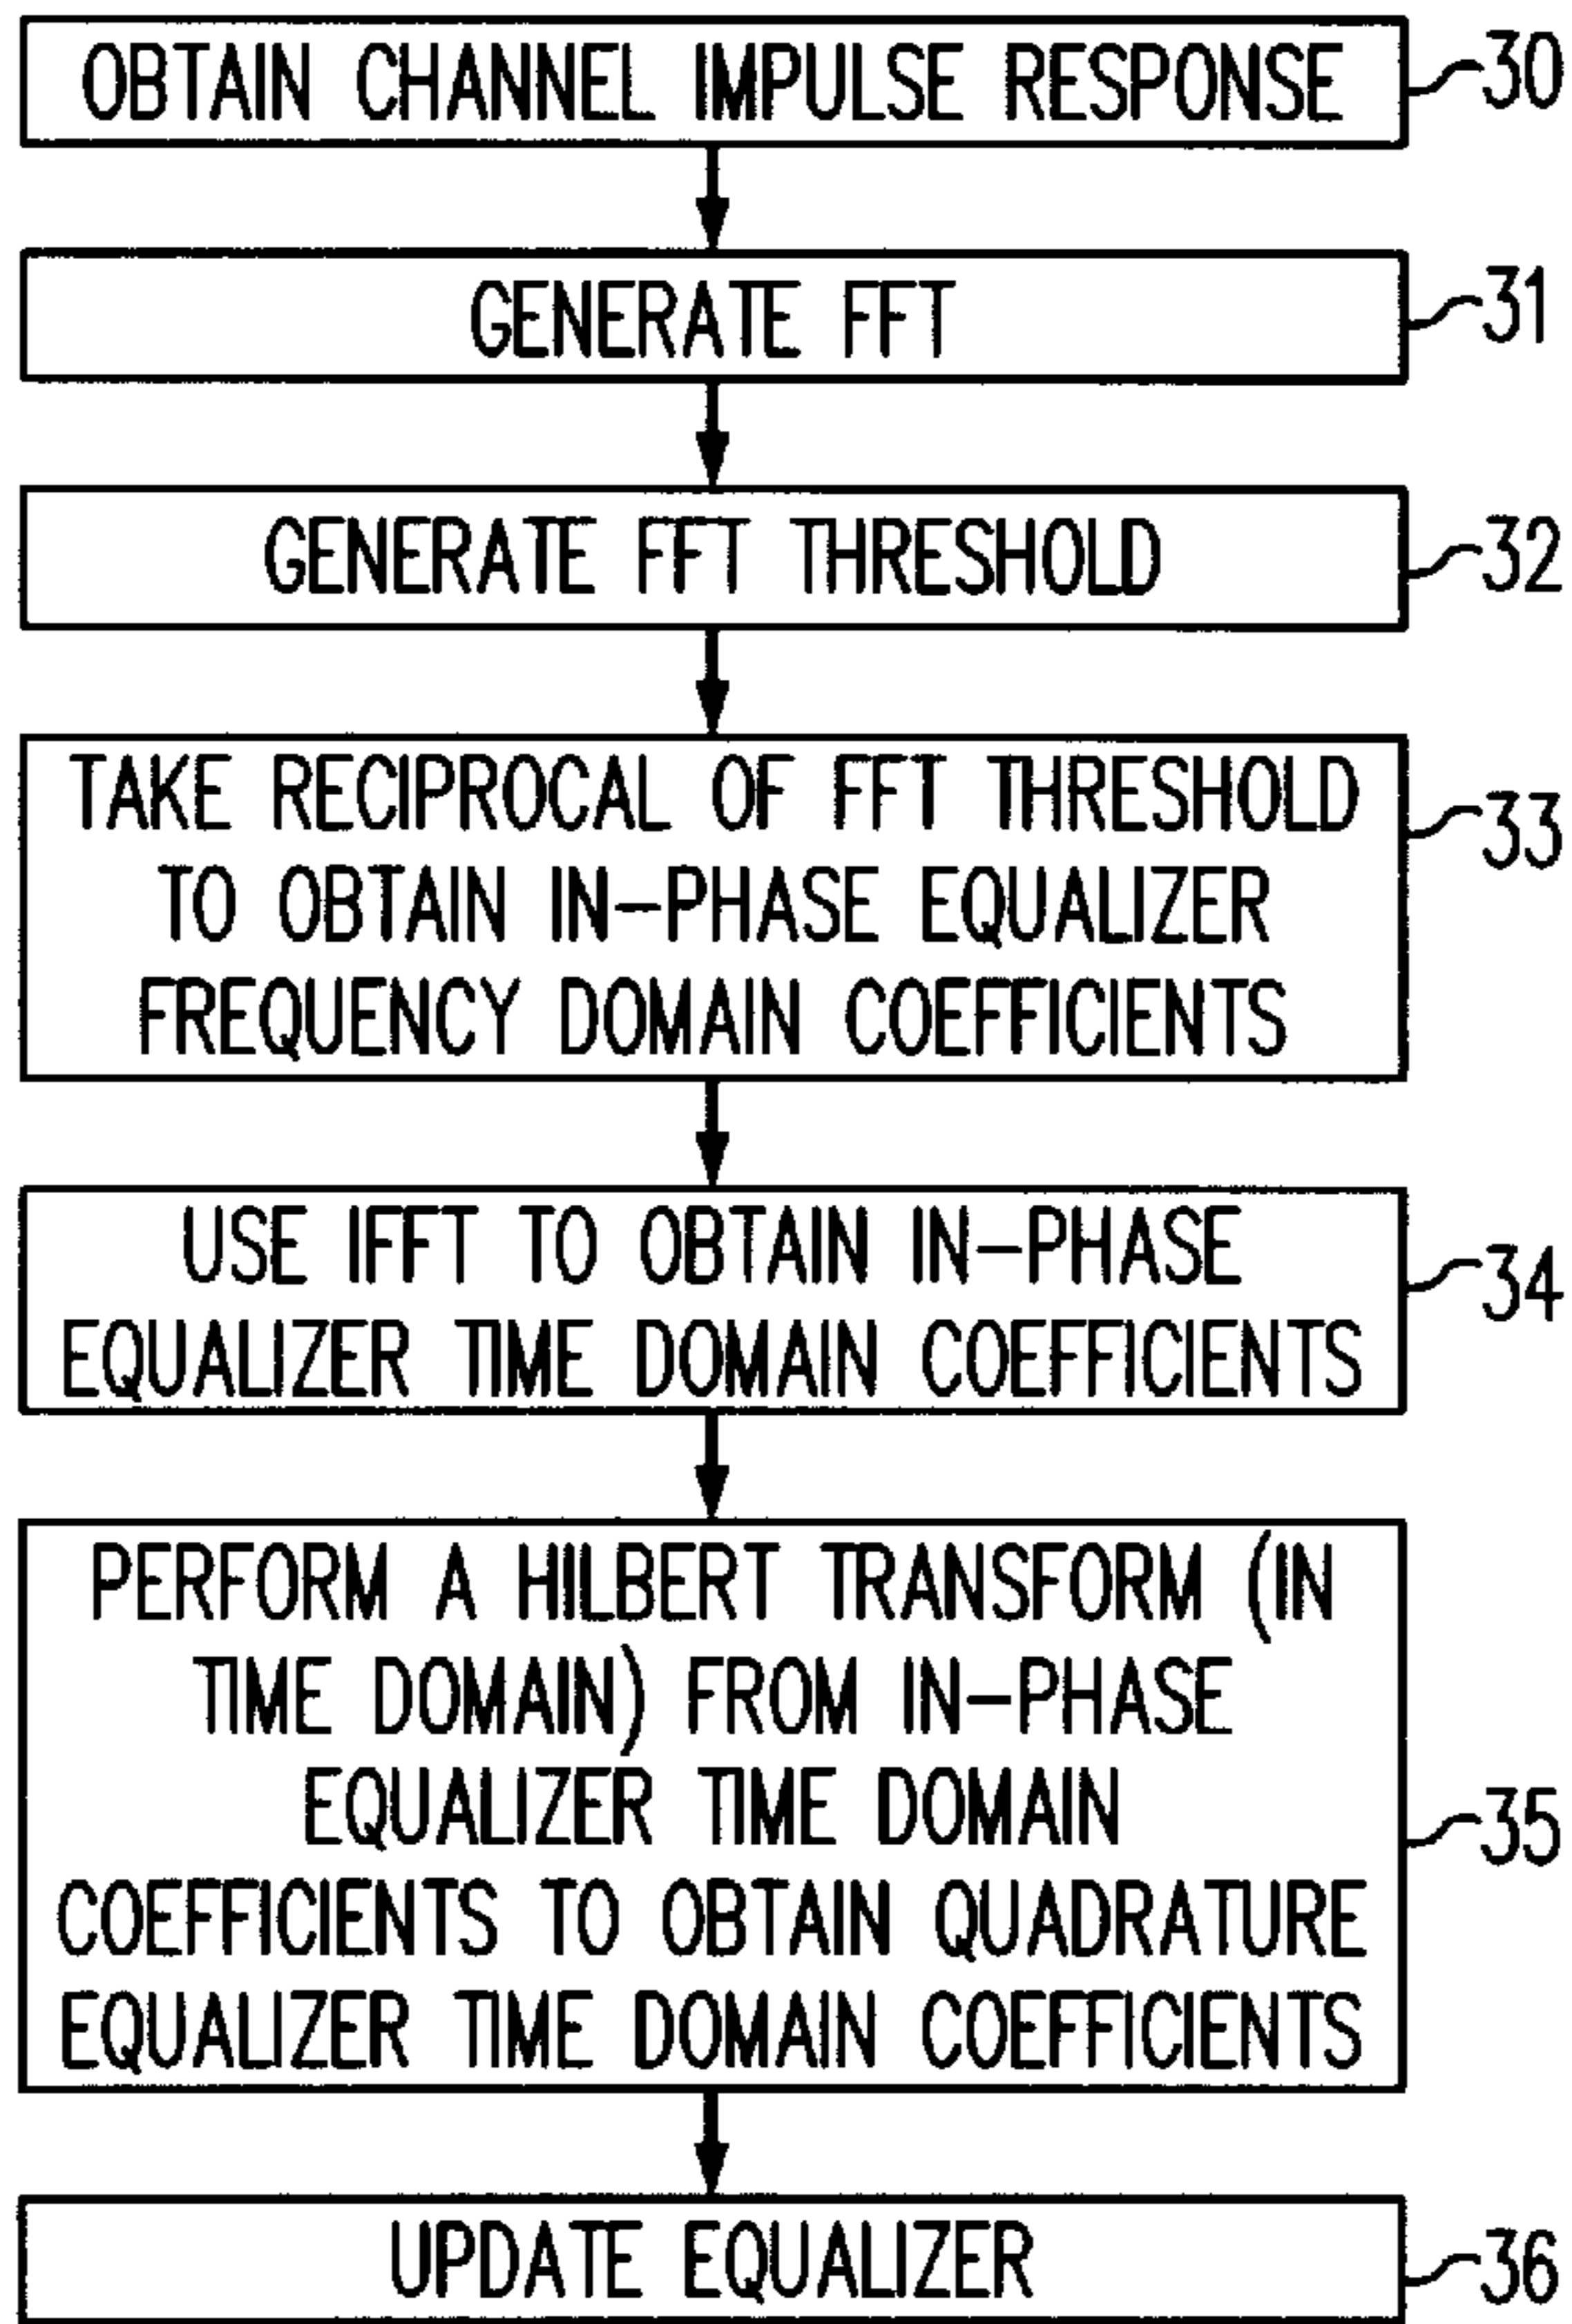 OBTAIN CHANNEL IMPULSE RESPONSE
30
GENERATE FFT
31
GENERATE FFT THRESHOLD
32
TAKE RECIPROCAL OF FFT THRESHOLD
TO OBTAIN IN-PHASE EQUALIZER
FREQUENCY DOMAIN COEFFICIENTS
33
USE IFFT TO OBTAIN IN-PHASE
EQUALIZER TIME DOMAIN COEFFICIENTS
34
PERFORM A HILBERT TRANSFORM (IN
TIME DOMAIN) FROM IN-PHASE
EQUALIZER TIME DOMAIN
COEFFICIENTS TO OBTAIN QUADRATURE
EQUALIZER TIME DOMAIN COEFFICIENTS
35
UPDATE EQUALIZER
36